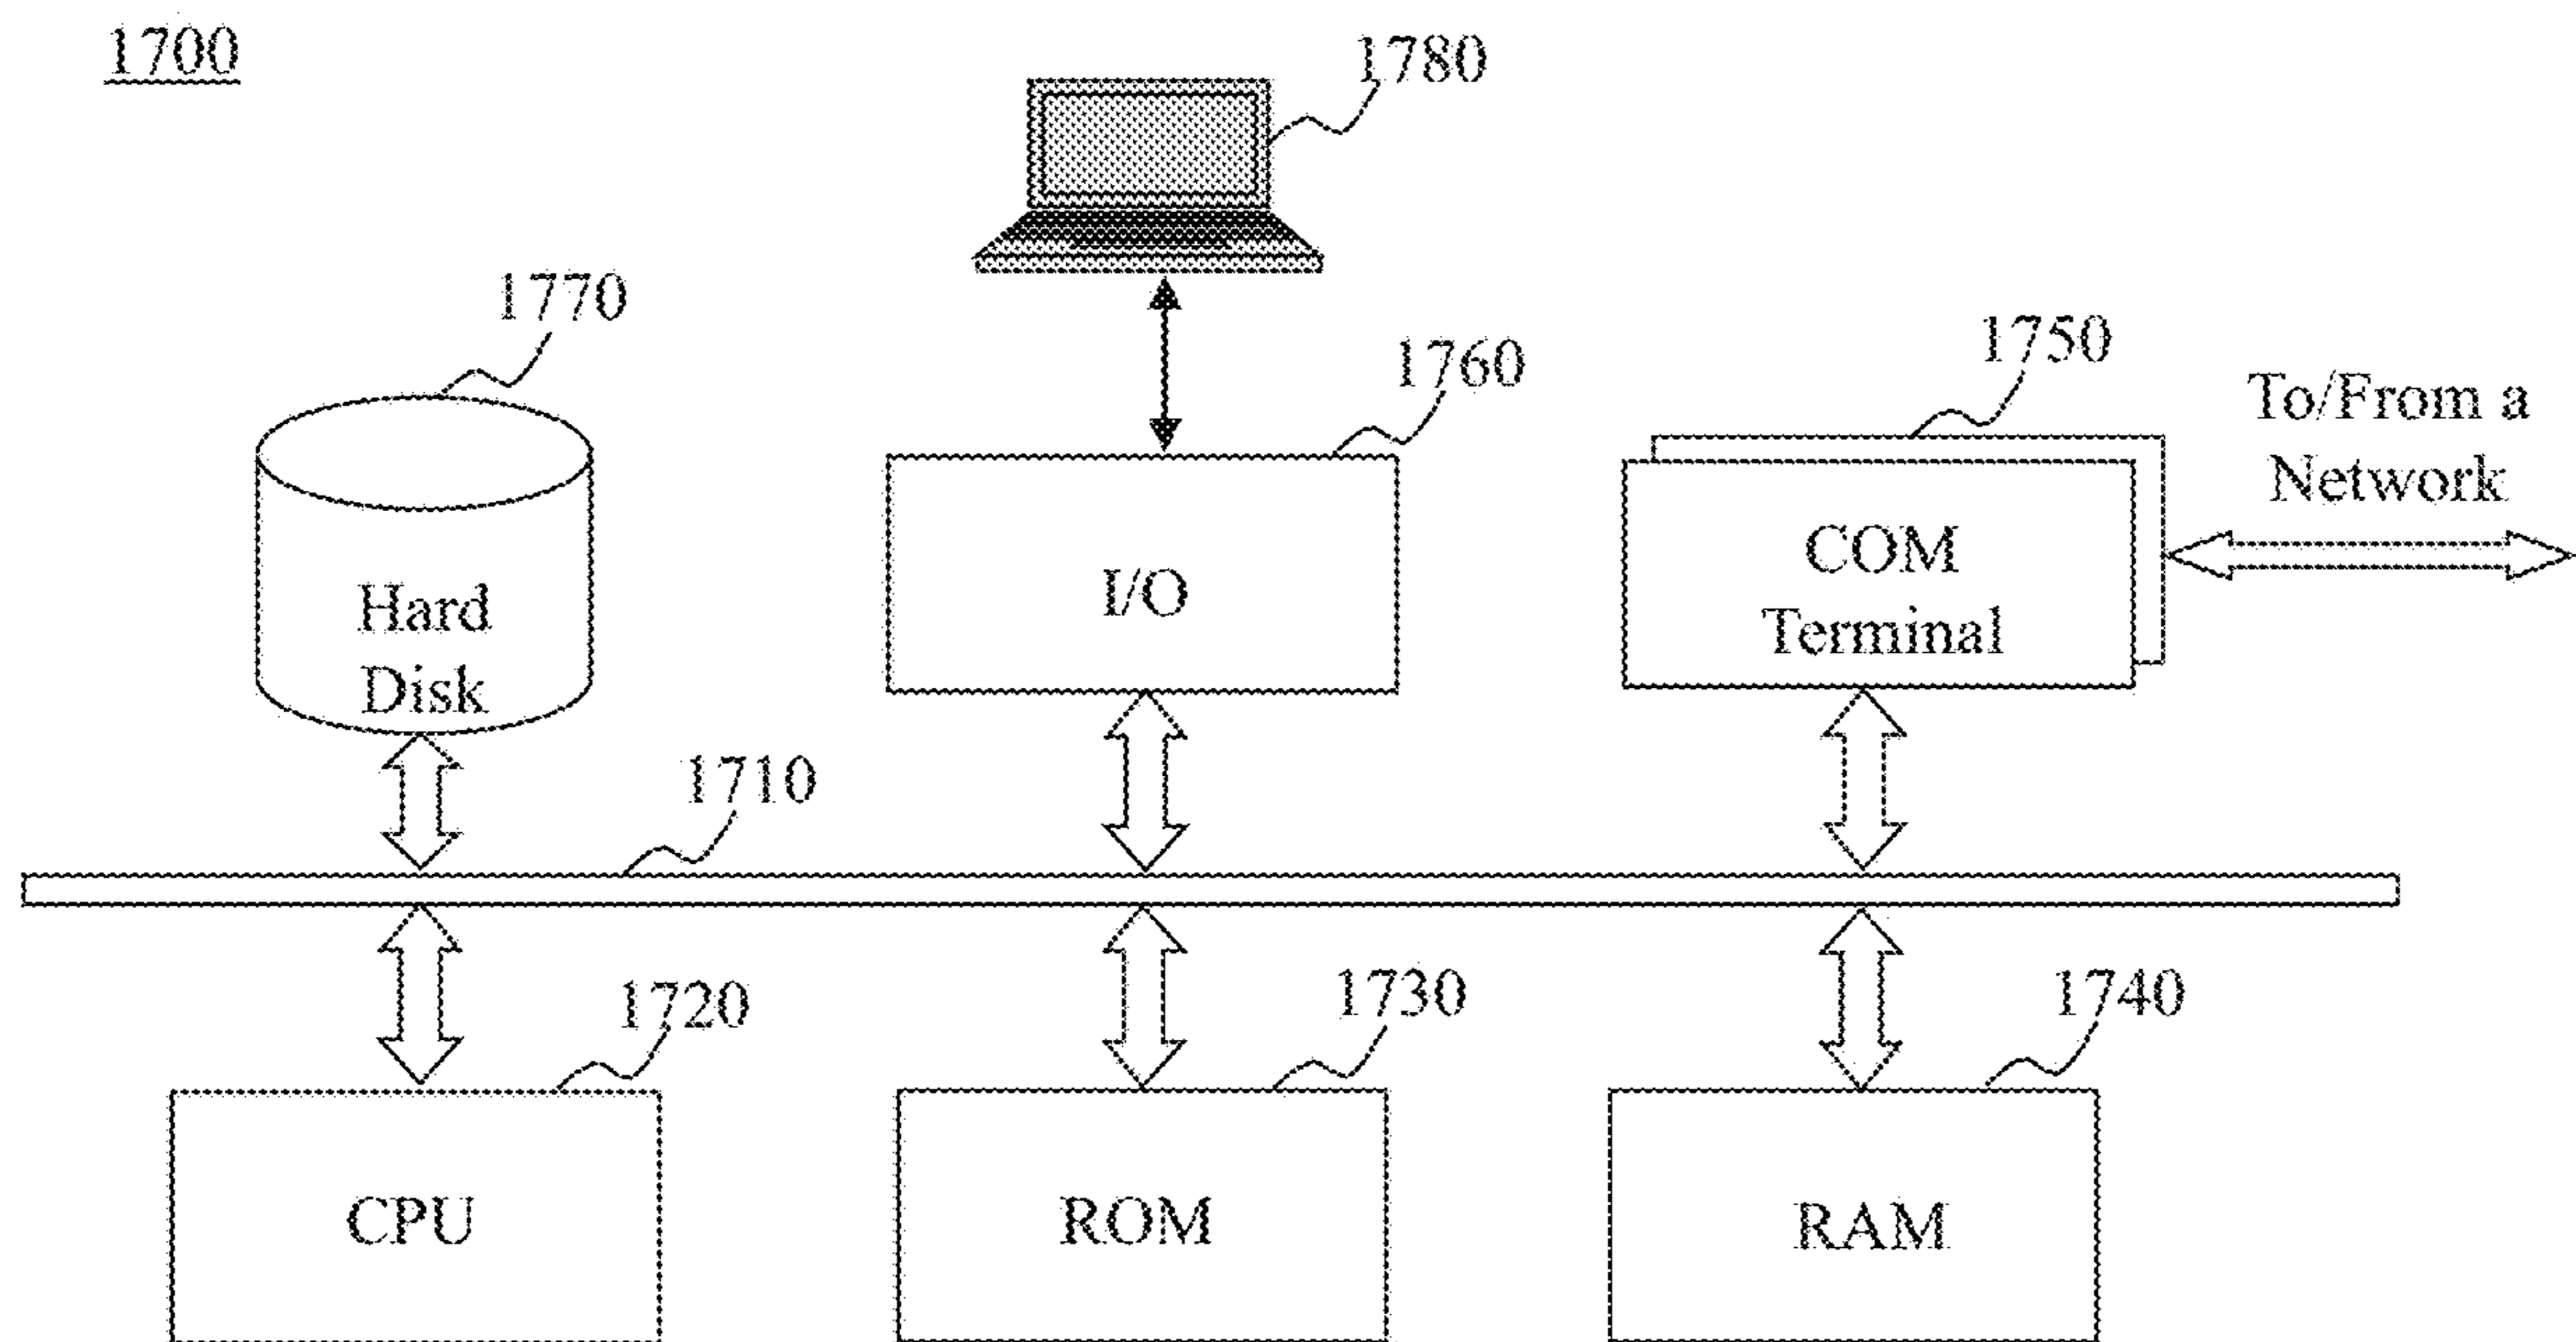 1700
1780
1770
1760
1750
To/From a
Network
Hard
Disk
I/O
COM
Terminal
1710
1720
1730
1740
CPU
ROM
RAM